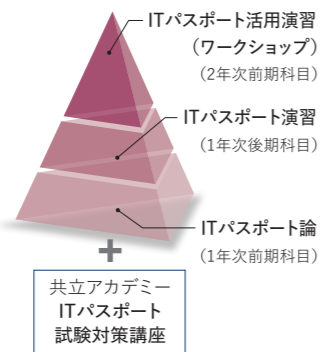 ITパスポート活用演習
（ワークショップ）
（2年次前期科目）
ITパスポート演習
（1年次後期科目）
ITパスポート論
（1年次前期科目）
+
共立アカデミー
ITパスポート
試験対策講座